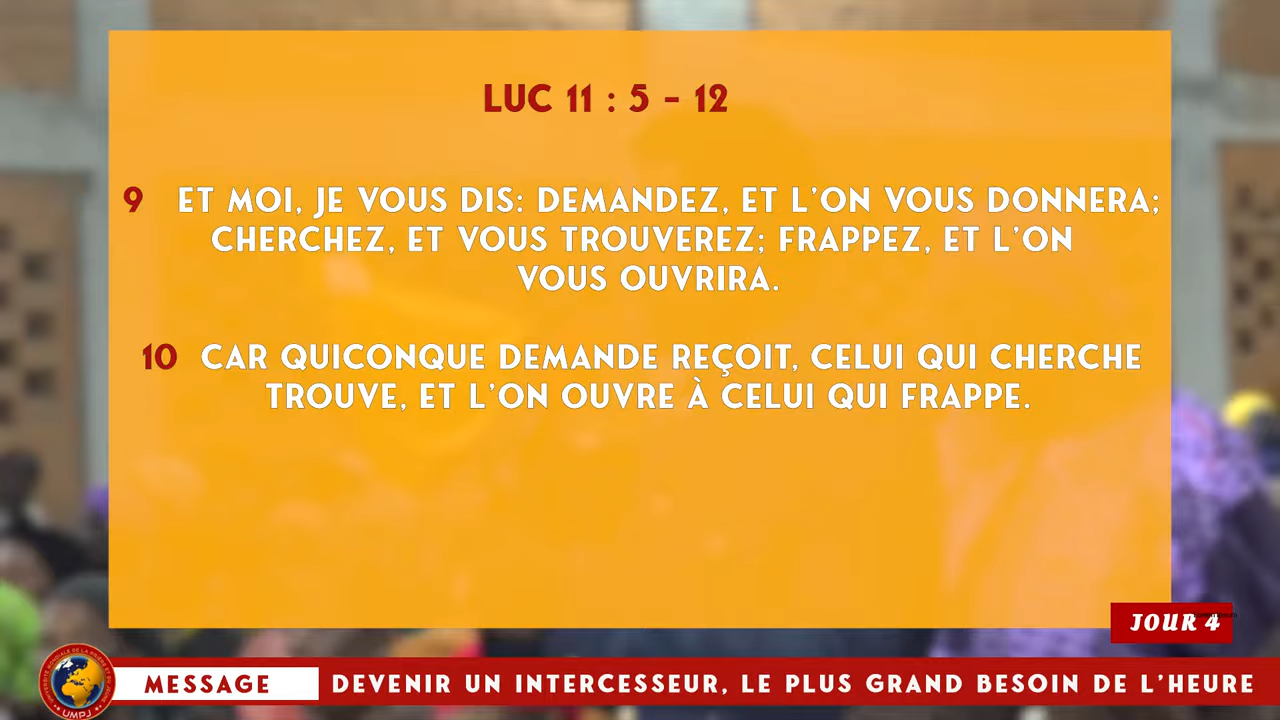 LUC 11 : 5 - 12
9 ET MOI, JE VOUS DIS: DEMANDEZ, ET L'ON VOUS DONNERA;
CHERCHEZ, ET VOUS TROUVEREZ; FRAPPEZ, ET L'ON
VOUS OUVRIRA.
10 CAR QUICONQUE DEMANDE REÇOIT, CELUI QUI CHERCHE
TROUVE, ET L'ON OUVRE À CELUI QUI FRAPPE.
JOUR 4
MESSAGE
DEVENIR UN INTERCESSEUR, LE PLUS GRAND BESOIN DE L'HEURE
UMPJ